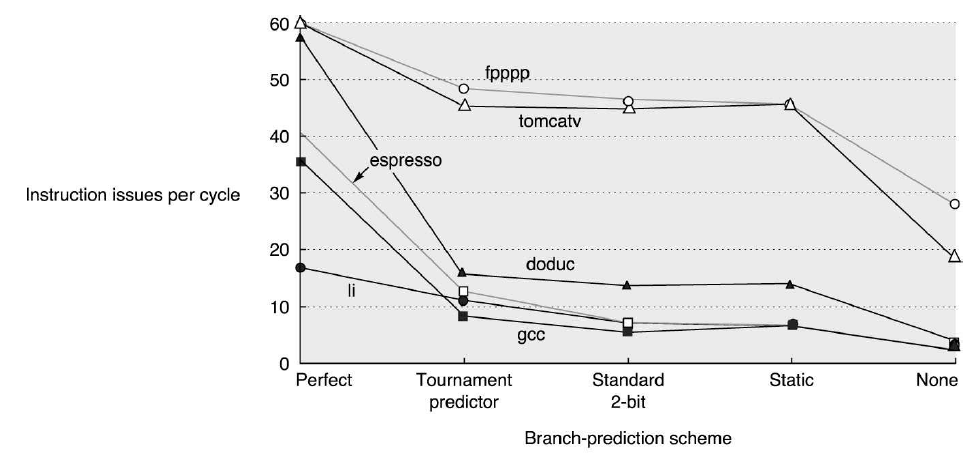 60
50
40
30
20
10
0
Instruction issues per cycle
fpppp
tomcatv
espresso
doduc
li
gcc
Perfect
Tournament
predictor
Standard
2-bit
Static
None
Branch-prediction scheme